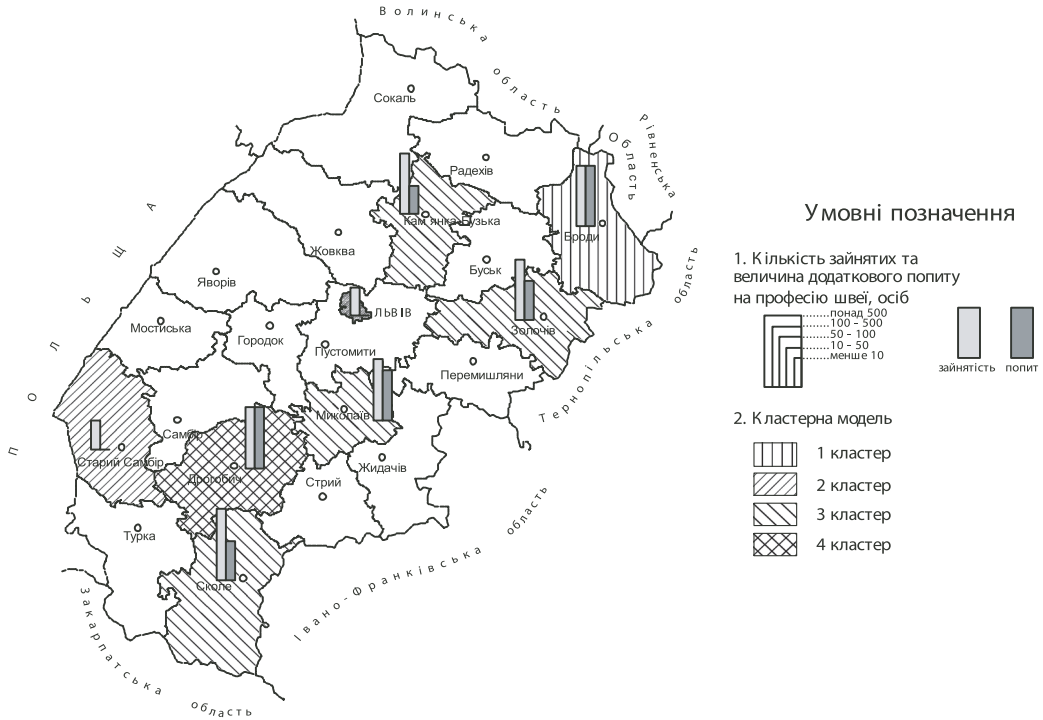 Волинська область
Рівненська
Область
Сокаль
Радехів
Кам'янка-Бузька
Броди
Жовква
Буськ
Яворів
ЛЬВІВ
Золочів
Мостиська
Городок
Пустомити
Перемишляни
Миколаїв
Самбір
Старий Самбір
Дрогобич
Жидачів
Стрий
Турка
Сколе
ПОЛЬЩА
Тернопільська область
Івано-Франківська область
Закарпатська область
Умовні позначення
1. Кількість зайнятих та
величина додаткового попиту
на професію швеї, осіб
понад 500
100 - 500
50 - 100
10 - 50
менше 10
зайнятість попит
2. Кластерна модель
1 кластер
2 кластер
3 кластер
4 кластер